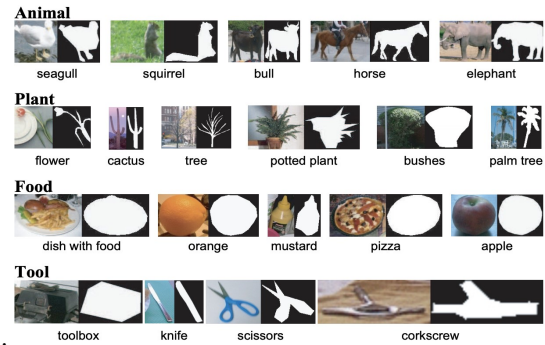 Animal
seagull squirrel bull horse elephant
Plant
flower cactus tree potted plant bushes palm tree
Food
dish with food orange mustard pizza apple
Tool
toolbox knife scissors corkscrew